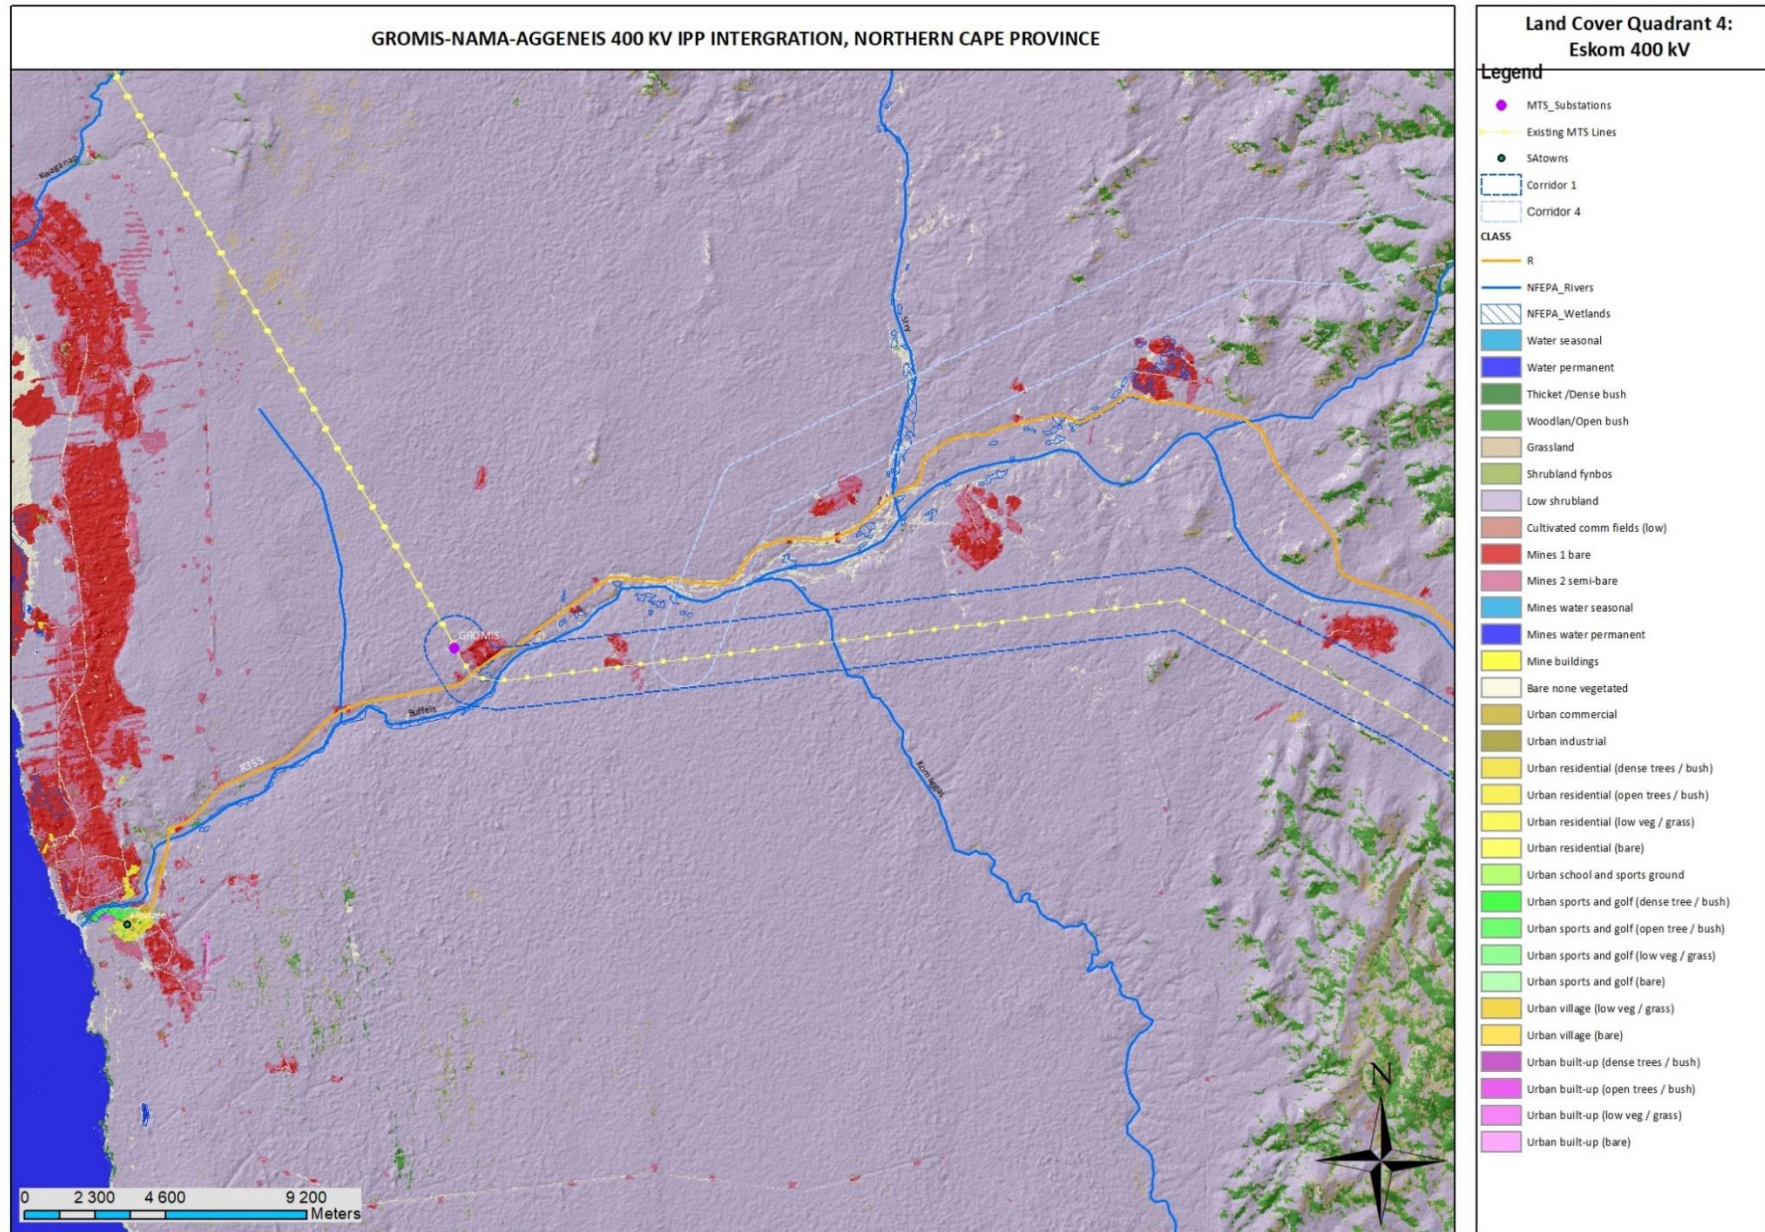 GROMIS-NAMA-AGGENEIS 400 KV IPP INTERGRATION, NORTHERN CAPE PROVINCE
Land Cover Quadrant 4:
Eskom 400 kV
Legend
MTS_Substations
Existing MTS Lines
SAtowns
Corridor 1
Corridor 4
CLASS
R
NFEPA_Rivers
NFEPA_Wetlands
Water seasonal
Water permanent
Thicket /Dense bush
Woodlan/Open bush
Grassland
Shrubland fynbos
Low shrubland
Cultivated comm fields (low)
Mines 1 bare
Mines 2 semi-bare
Mines water seasonal
Mines water permanent
Mine buildings
Bare none vegetated
Urban commercial
Urban industrial
Urban residential (dense trees / bush)
Urban residential (open trees / bush)
Urban residential (low veg / grass)
Urban residential (bare)
Urban school and sports ground
Urban sports and golf (dense tree / bush)
Urban sports and golf (open tree / bush)
Urban sports and golf (low veg / grass)
Urban sports and golf (bare)
Urban village (low veg / grass)
Urban village (bare)
Urban built-up (dense trees / bush)
Urban built-up (open trees / bush)
Urban built-up (low veg / grass)
Urban built-up (bare)
Kwaganap
Stry
GROMIS
Buffels
R355
Komaggas
N
0 2 300 4 600 9 200
Meters